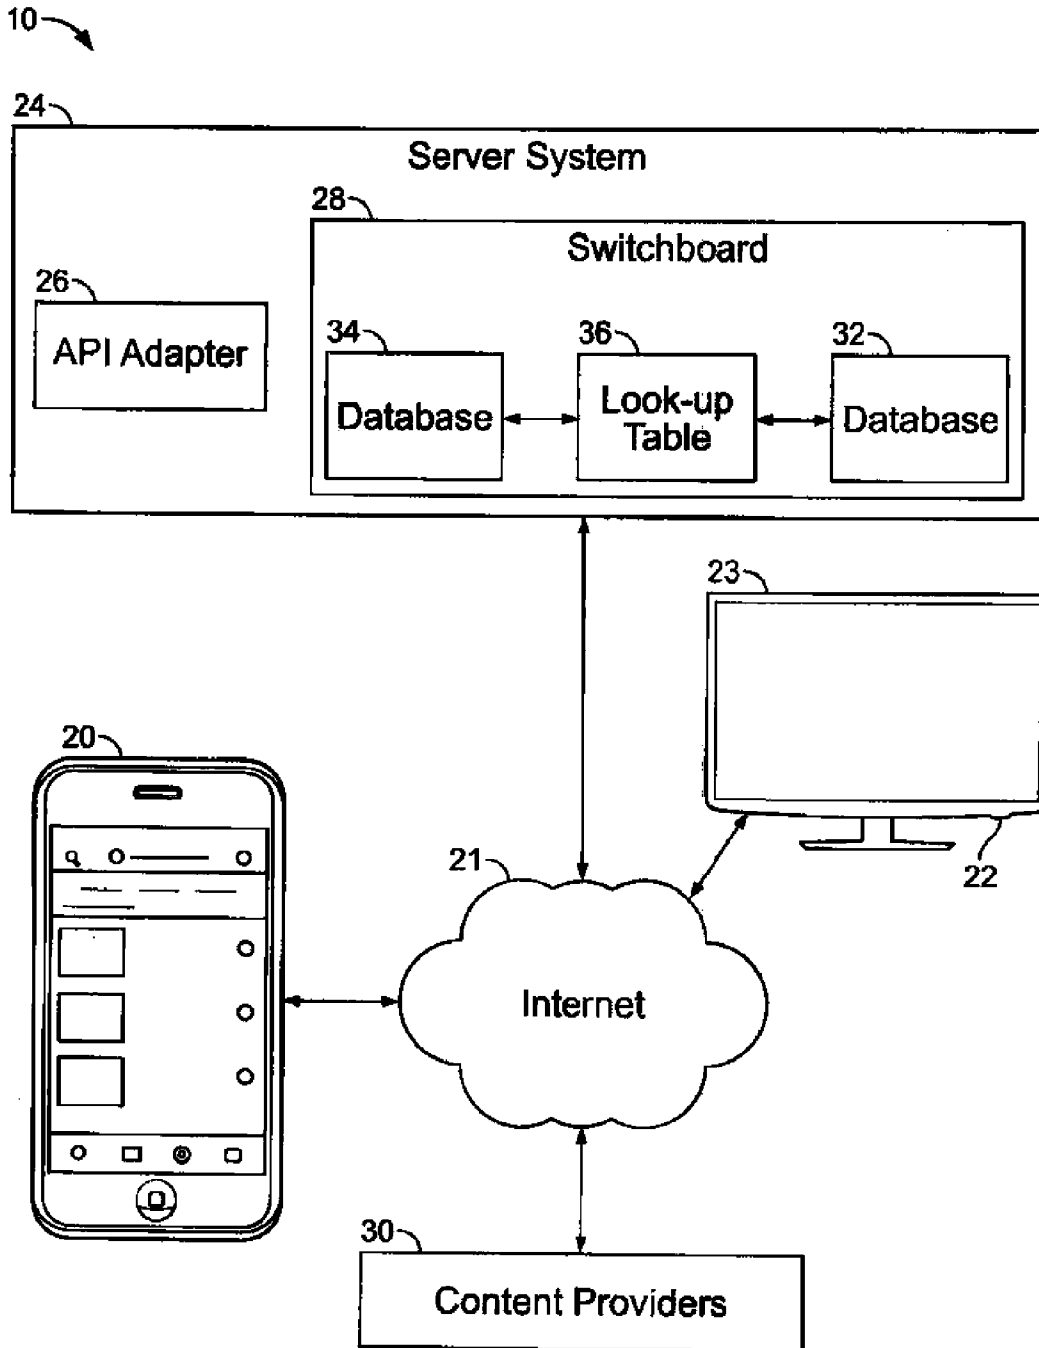 10
24
Server System
28
Switchboard
26
API Adapter
34
Database
36
Look-up
Table
32
Database
23
22
20
21
Internet
30
Content Providers